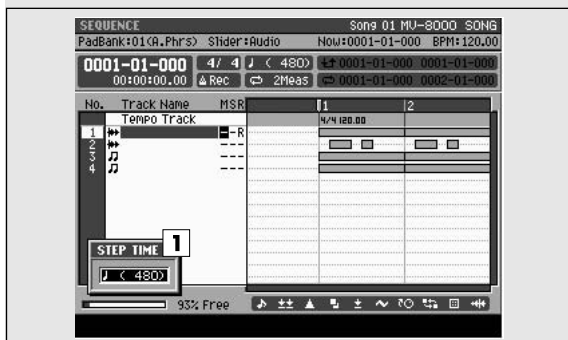 SEQUENCE Song 01 MV-8000 SONG
PadBank:01(A.Phrs) Slider:Audio Now:0001-01-000 BPM:120.00
0001-01-000 4/ 4 ♩ ( 480) 0001-01-000 0001-01-000
00:00:00.00 Rec 2Meas 0001-01-000 0002-01-000
No. Track Name MSR 1 2
Tempo Track 4/4 120.00
1 --R
2 ---
3 ---
4 ---
STEP TIME 1
♩ ( 480)
93% Free